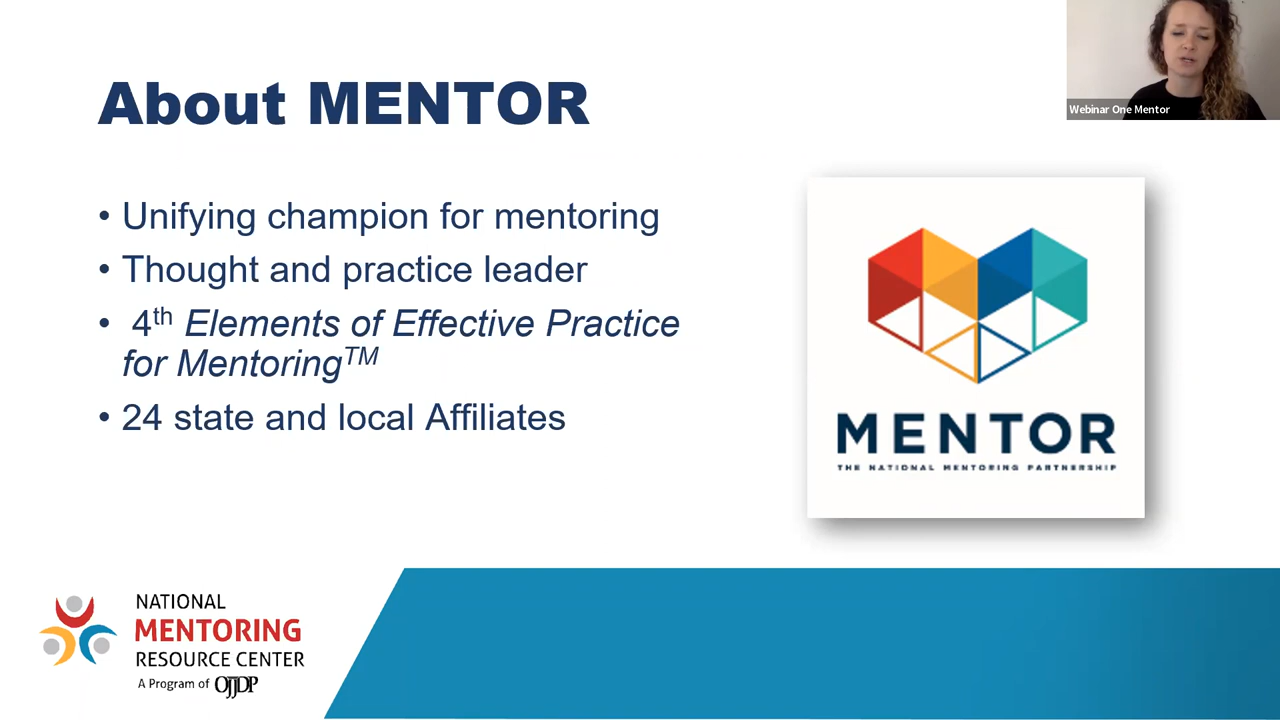 About MENTOR
Webinar One Mentor
• Unifying champion for mentoring
• Thought and practice leader
• 4th Elements of Effective Practice
for Mentoring™
• 24 state and local Affiliates
MENTOR
THE NATIONAL MENTORING PARTNERSHIP
NATIONAL
MENTORING
RESOURCE CENTER
A Program of OJJDP